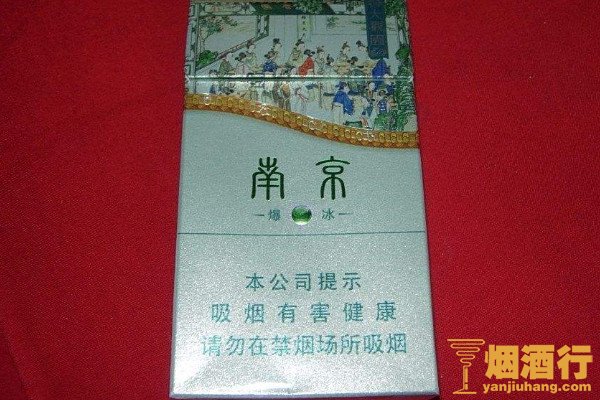 南京
爆冰
本公司提示
吸烟有害健康
请勿在禁烟场所吸烟
烟酒行
yanjiuhang.com